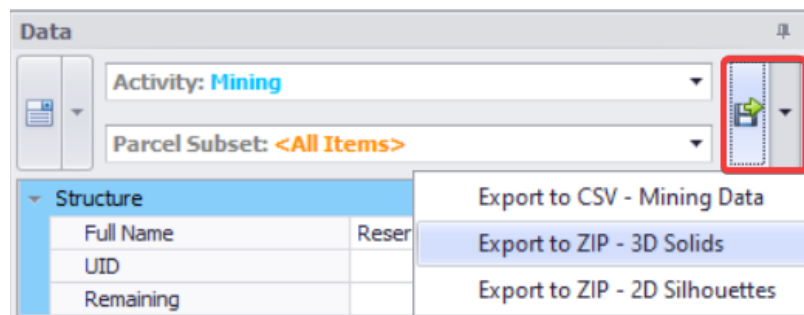 Data
Activity: Mining
Parcel Subset: <All Items>
Structure
Full Name
Reser
UID
Remaining
Export to CSV - Mining Data
Export to ZIP - 3D Solids
Export to ZIP - 2D Silhouettes